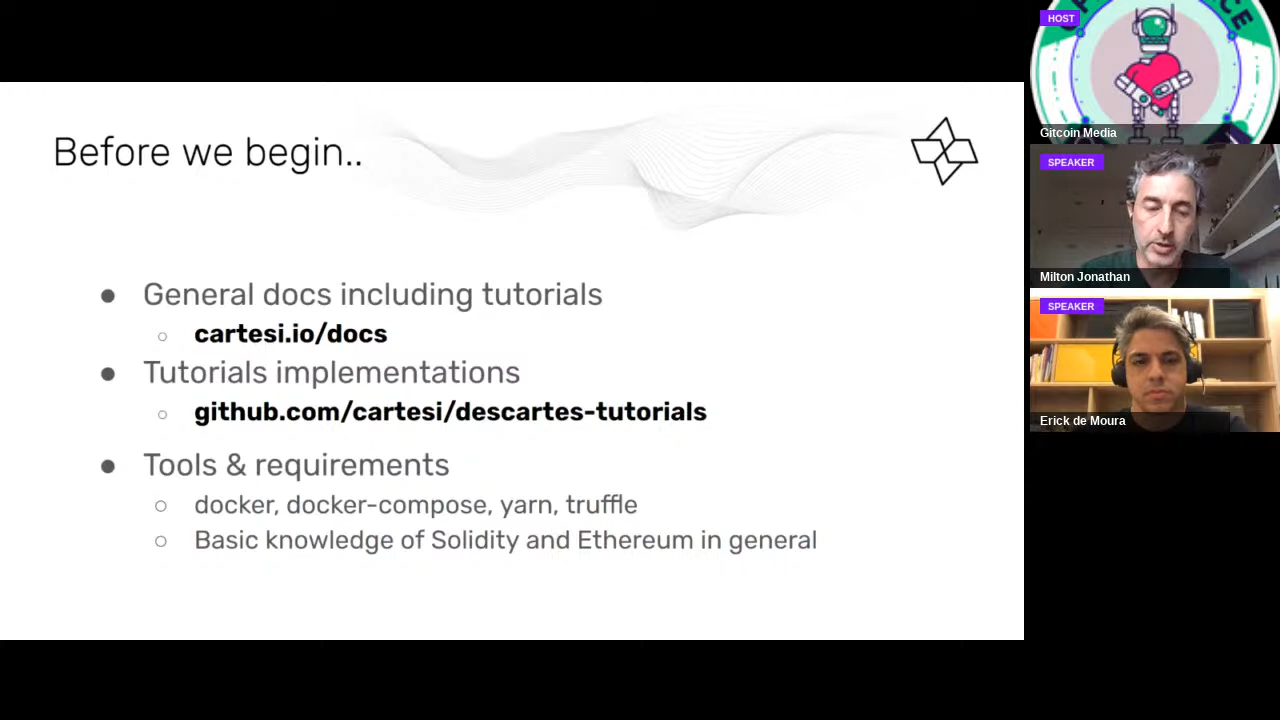 Before we begin..
General docs including tutorials
cartesi.io/docs
Tutorials implementations
github.com/cartesi/descartes-tutorials
Tools & requirements
docker, docker-compose, yarn, truffle
Basic knowledge of Solidity and Ethereum in general
HOST
Gitcoin Media
SPEAKER
Milton Jonathan
SPEAKER
Erick de Moura